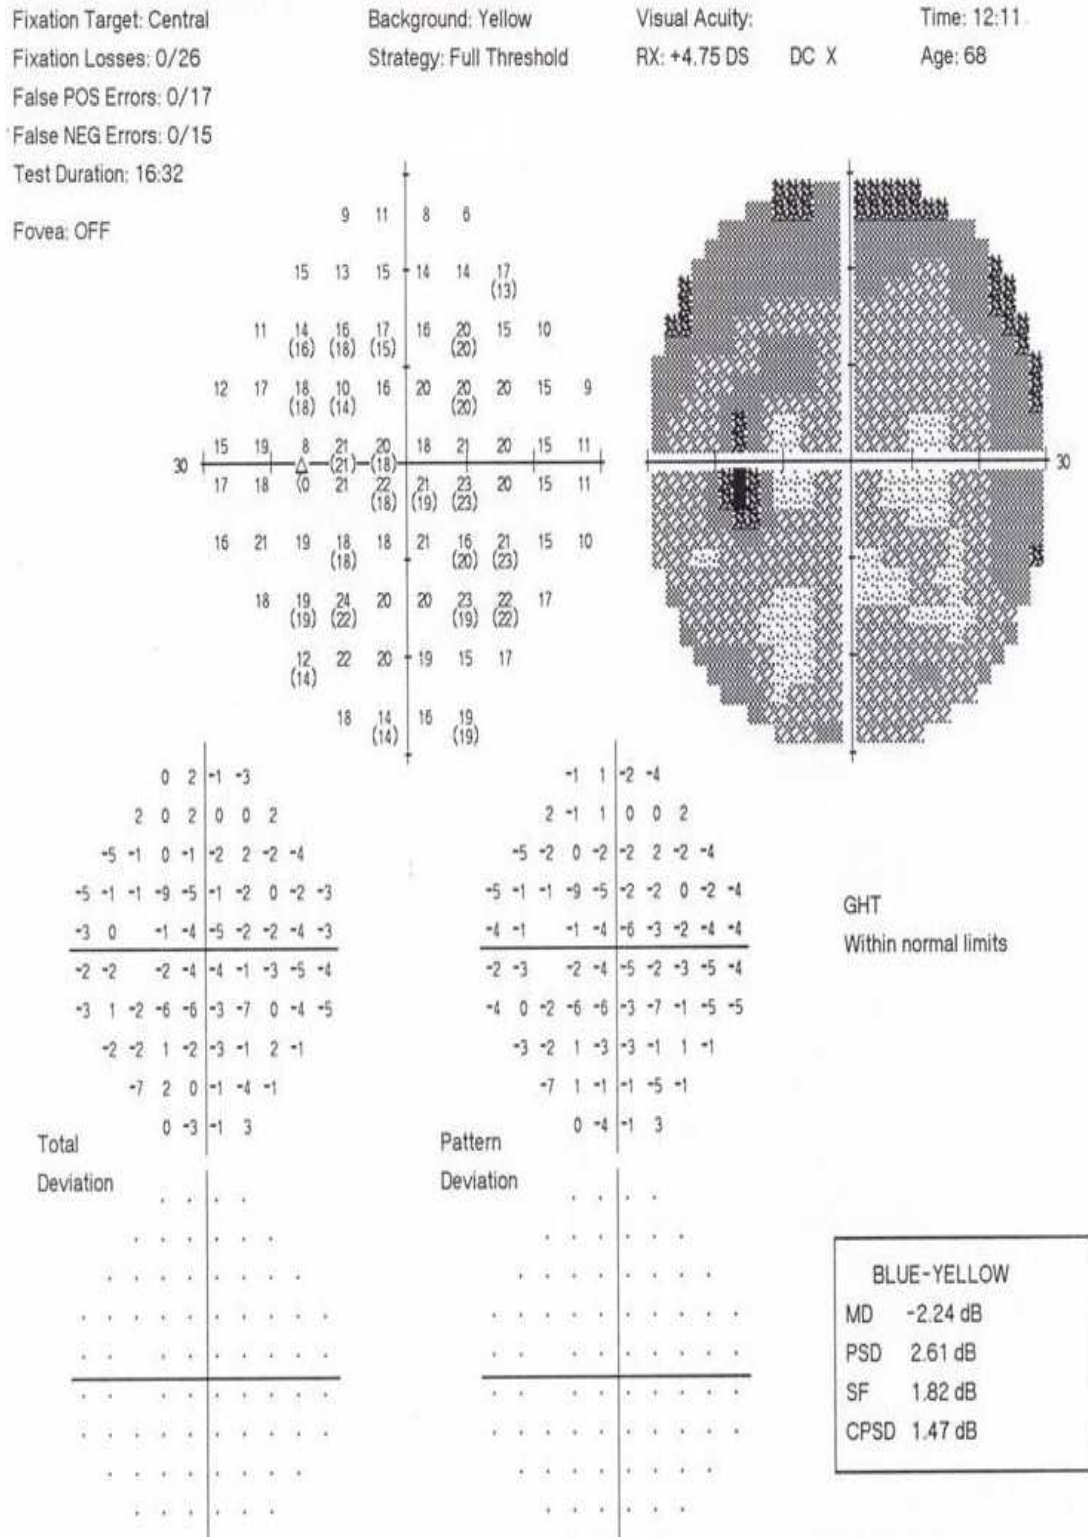 Fixation Target: Central Background: Yellow Visual Acuity: Time: 12:11
Fixation Losses: 0/26 Strategy: Full Threshold RX: +4.75 DS DC X Age: 68
False POS Errors: 0/17
False NEG Errors: 0/15
Test Duration: 16:32
Fovea: OFF
9 11 8 6
15 13 15 14 14 17
(13)
11 14 16 17 16 20 15 10
(16) (18) (15) (20)
12 17 18 10 16 20 20 20 15 9
(18) (14) (20)
15 19 8 21 20 18 21 20 15 11
30 (21) (18) 30
17 18 (0 21 22 21 23 20 15 11
(18) (19) (23)
16 21 19 18 18 21 16 21 15 10
(18) (20) (23)
18 19 24 20 20 23 22 17
(19) (22) (19) (22)
12 22 20 19 15 17
(14)
18 14 16 19
(14) (19)
0 2 -1 -3 -1 1 -2 -4
2 0 2 0 0 2 2 -1 1 0 0 2
-5 -1 0 -1 -2 2 -2 -4 -5 -2 0 -2 -2 2 -2 -4
-5 -1 -1 -9 -5 -1 -2 0 -2 -3 -5 -1 -1 -9 -5 -2 -2 0 -2 -4
-3 0 -1 -4 -5 -2 -2 -4 -3 -4 -1 -1 -4 -6 -3 -2 -4 -4
-2 -2 -2 -4 -4 -1 -3 -5 -4 -2 -3 -2 -4 -5 -2 -3 -5 -4
-3 1 -2 -6 -6 -3 -7 0 -4 -5 -4 0 -2 -6 -6 -3 -7 -1 -5 -5
-2 -2 1 -2 -3 -1 2 -1 -3 -2 1 -3 -3 -1 1 -1
-7 2 0 -1 -4 -1 -7 1 -1 -1 -5 -1
0 -3 -1 3 0 -4 -1 3
GHT
Within normal limits
Total
Deviation
Pattern
Deviation
BLUE-YELLOW
MD -2.24 dB
PSD 2.61 dB
SF 1.82 dB
CPSD 1.47 dB